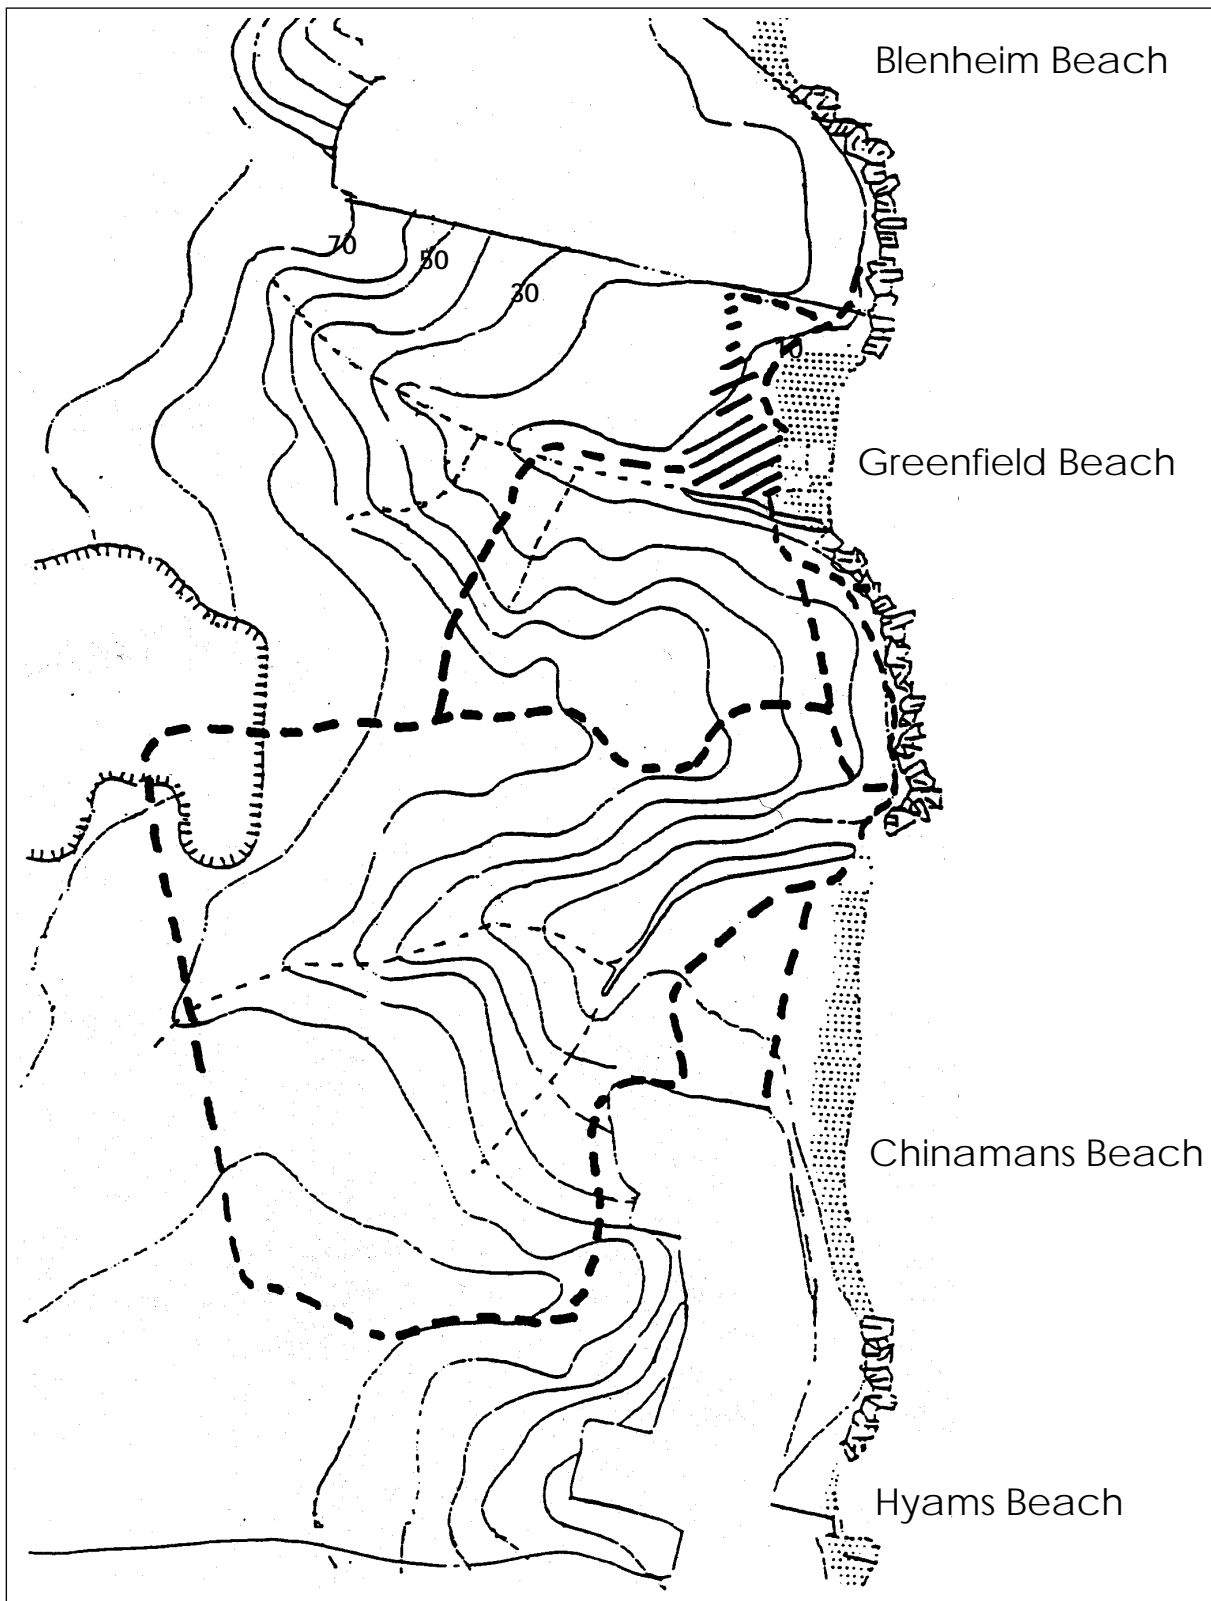 Blenheim Beach
70
50
30
10
Greenfield Beach
Chinamans Beach
Hyams Beach